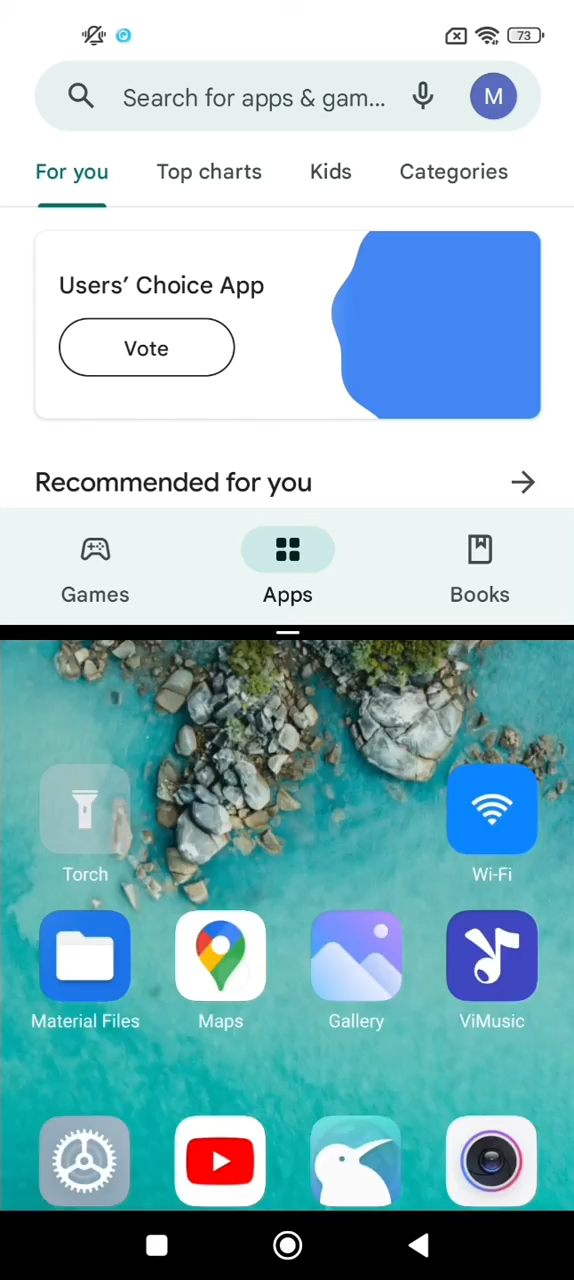 73
Search for apps & gam...
M
For you
Top charts
Kids
Categories
Users’ Choice App
Vote
Recommended for you
Games
Apps
Books
Torch
Wi-Fi
Material Files
Maps
Gallery
ViMusic